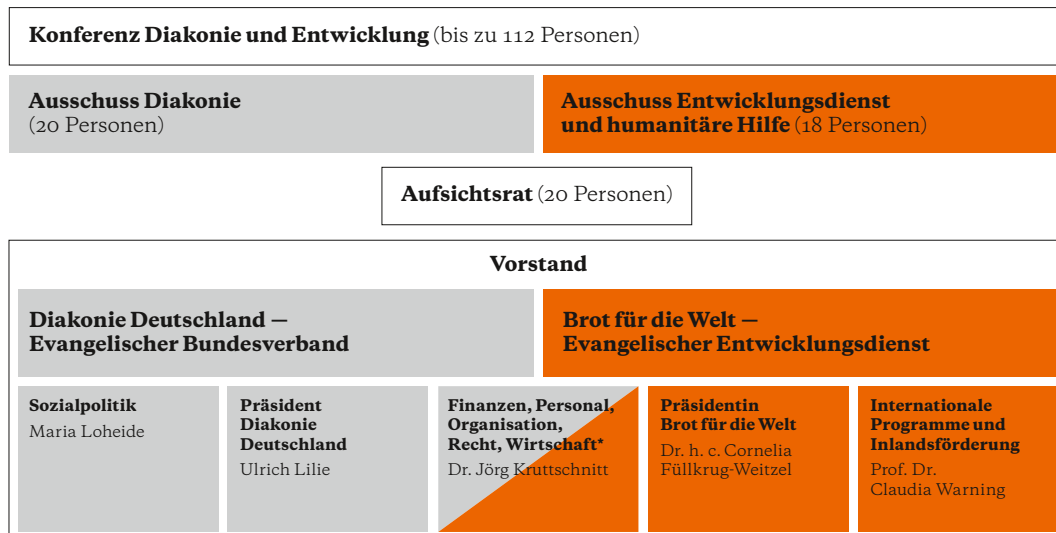 Konferenz Diakonie und Entwicklung (bis zu 112 Personen)
Ausschuss Diakonie
(20 Personen)
Ausschuss Entwicklungsdienst
und humanitäre Hilfe (18 Personen)
Aufsichtsrat (20 Personen)
Vorstand
Diakonie Deutschland —
Evangelischer Bundesverband
Brot für die Welt —
Evangelischer Entwicklungsdienst
Sozialpolitik
Maria Loheide
Präsident
Diakonie
Deutschland
Ulrich Lilie
Finanzen, Personal,
Organisation,
Recht, Wirtschaft*
Dr. Jörg Kruttschnitt
Präsidentin
Brot für die Welt
Dr. h. c. Cornelia
Füllkrug-Weitzel
Internationale
Programme und
Inlandsförderung
Prof. Dr.
Claudia Warning